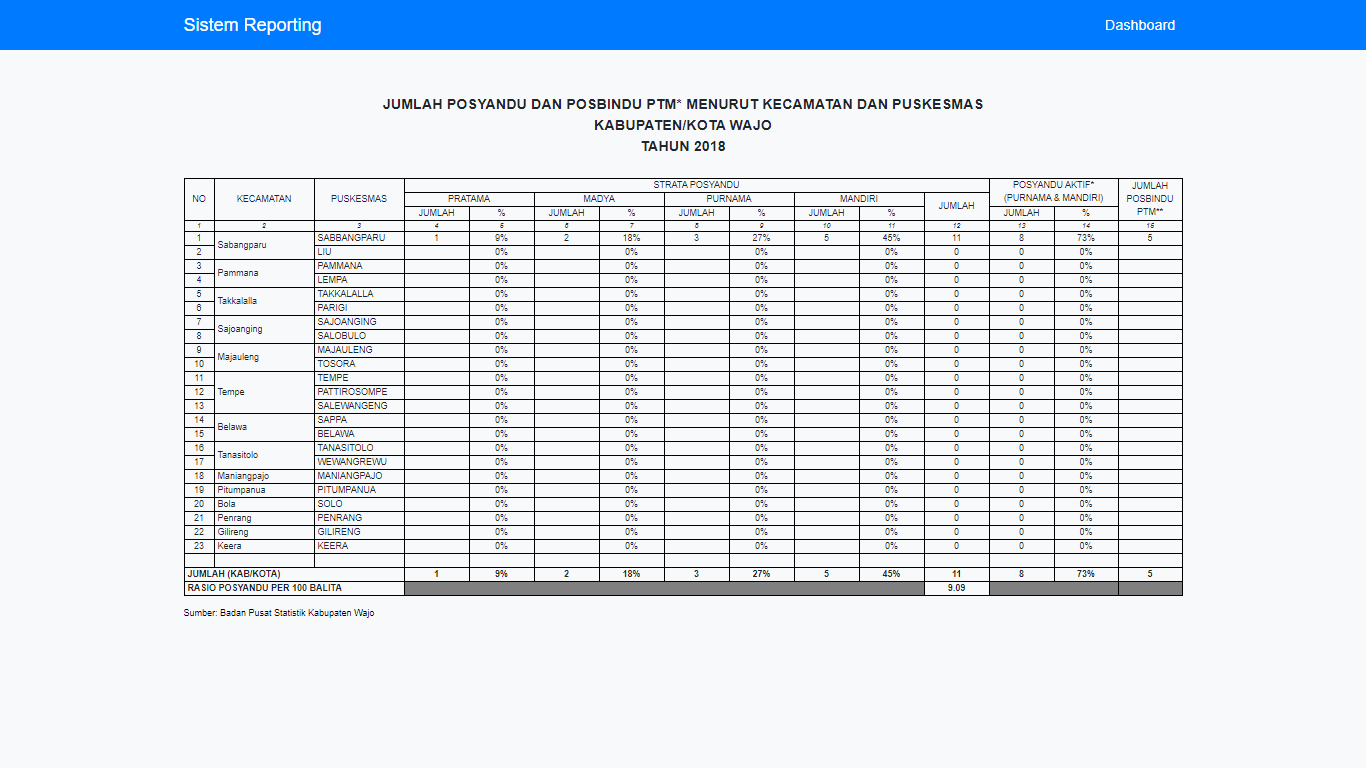 Sistem Reporting
Dashboard
JUMLAH POSYANDU DAN POSBINDU PTM* MENURUT KECAMATAN DAN PUSKESMAS
KABUPATEN/KOTA WAJO
TAHUN 2018
NO KECAMATAN PUSKESMAS STRATA POSYANDU POSYANDU AKTIF* (PURNAMA & MANDIRI) JUMLAH POSBINDU PTM**
PRATAMA MADYA PURNAMA MANDIRI JUMLAH
JUMLAH % JUMLAH % JUMLAH % JUMLAH % JUMLAH %
1 2 3 4 5 6 7 8 9 10 11 12 13 14 15
1 Sabangparu SABBANGPARU 1 9% 2 18% 3 27% 5 45% 11 8 73% 5
2 LIU 0% 0% 0% 0% 0 0 0%
3 Pammana PAMMANA 0% 0% 0% 0% 0 0 0%
4 LEMPA 0% 0% 0% 0% 0 0 0%
5 Takkalalla TAKKALALLA 0% 0% 0% 0% 0 0 0%
6 PARIGI 0% 0% 0% 0% 0 0 0%
7 Sajoanging SAJOANGING 0% 0% 0% 0% 0 0 0%
8 SALOBULO 0% 0% 0% 0% 0 0 0%
9 Majauleng MAJAULENG 0% 0% 0% 0% 0 0 0%
10 TOSORA 0% 0% 0% 0% 0 0 0%
11 Tempe TEMPE 0% 0% 0% 0% 0 0 0%
12 PATTIROSOMPE 0% 0% 0% 0% 0 0 0%
13 SALEWANGENG 0% 0% 0% 0% 0 0 0%
14 Belawa SAPPA 0% 0% 0% 0% 0 0 0%
15 BELAWA 0% 0% 0% 0% 0 0 0%
16 Tanasitolo TANASITOLO 0% 0% 0% 0% 0 0 0%
17 WEWANGREWU 0% 0% 0% 0% 0 0 0%
18 Maniangpajo MANIANGPAJO 0% 0% 0% 0% 0 0 0%
19 Pitumpanua PITUMPANUA 0% 0% 0% 0% 0 0 0%
20 Bola SOLO 0% 0% 0% 0% 0 0 0%
21 Penrang PENRANG 0% 0% 0% 0% 0 0 0%
22 Gilireng GILIRENG 0% 0% 0% 0% 0 0 0%
23 Keera KEERA 0% 0% 0% 0% 0 0 0%
JUMLAH (KAB/KOTA) 1 9% 2 18% 3 27% 5 45% 11 8 73% 5
RASIO POSYANDU PER 100 BALITA 9.09
Sumber: Badan Pusat Statistik Kabupaten Wajo